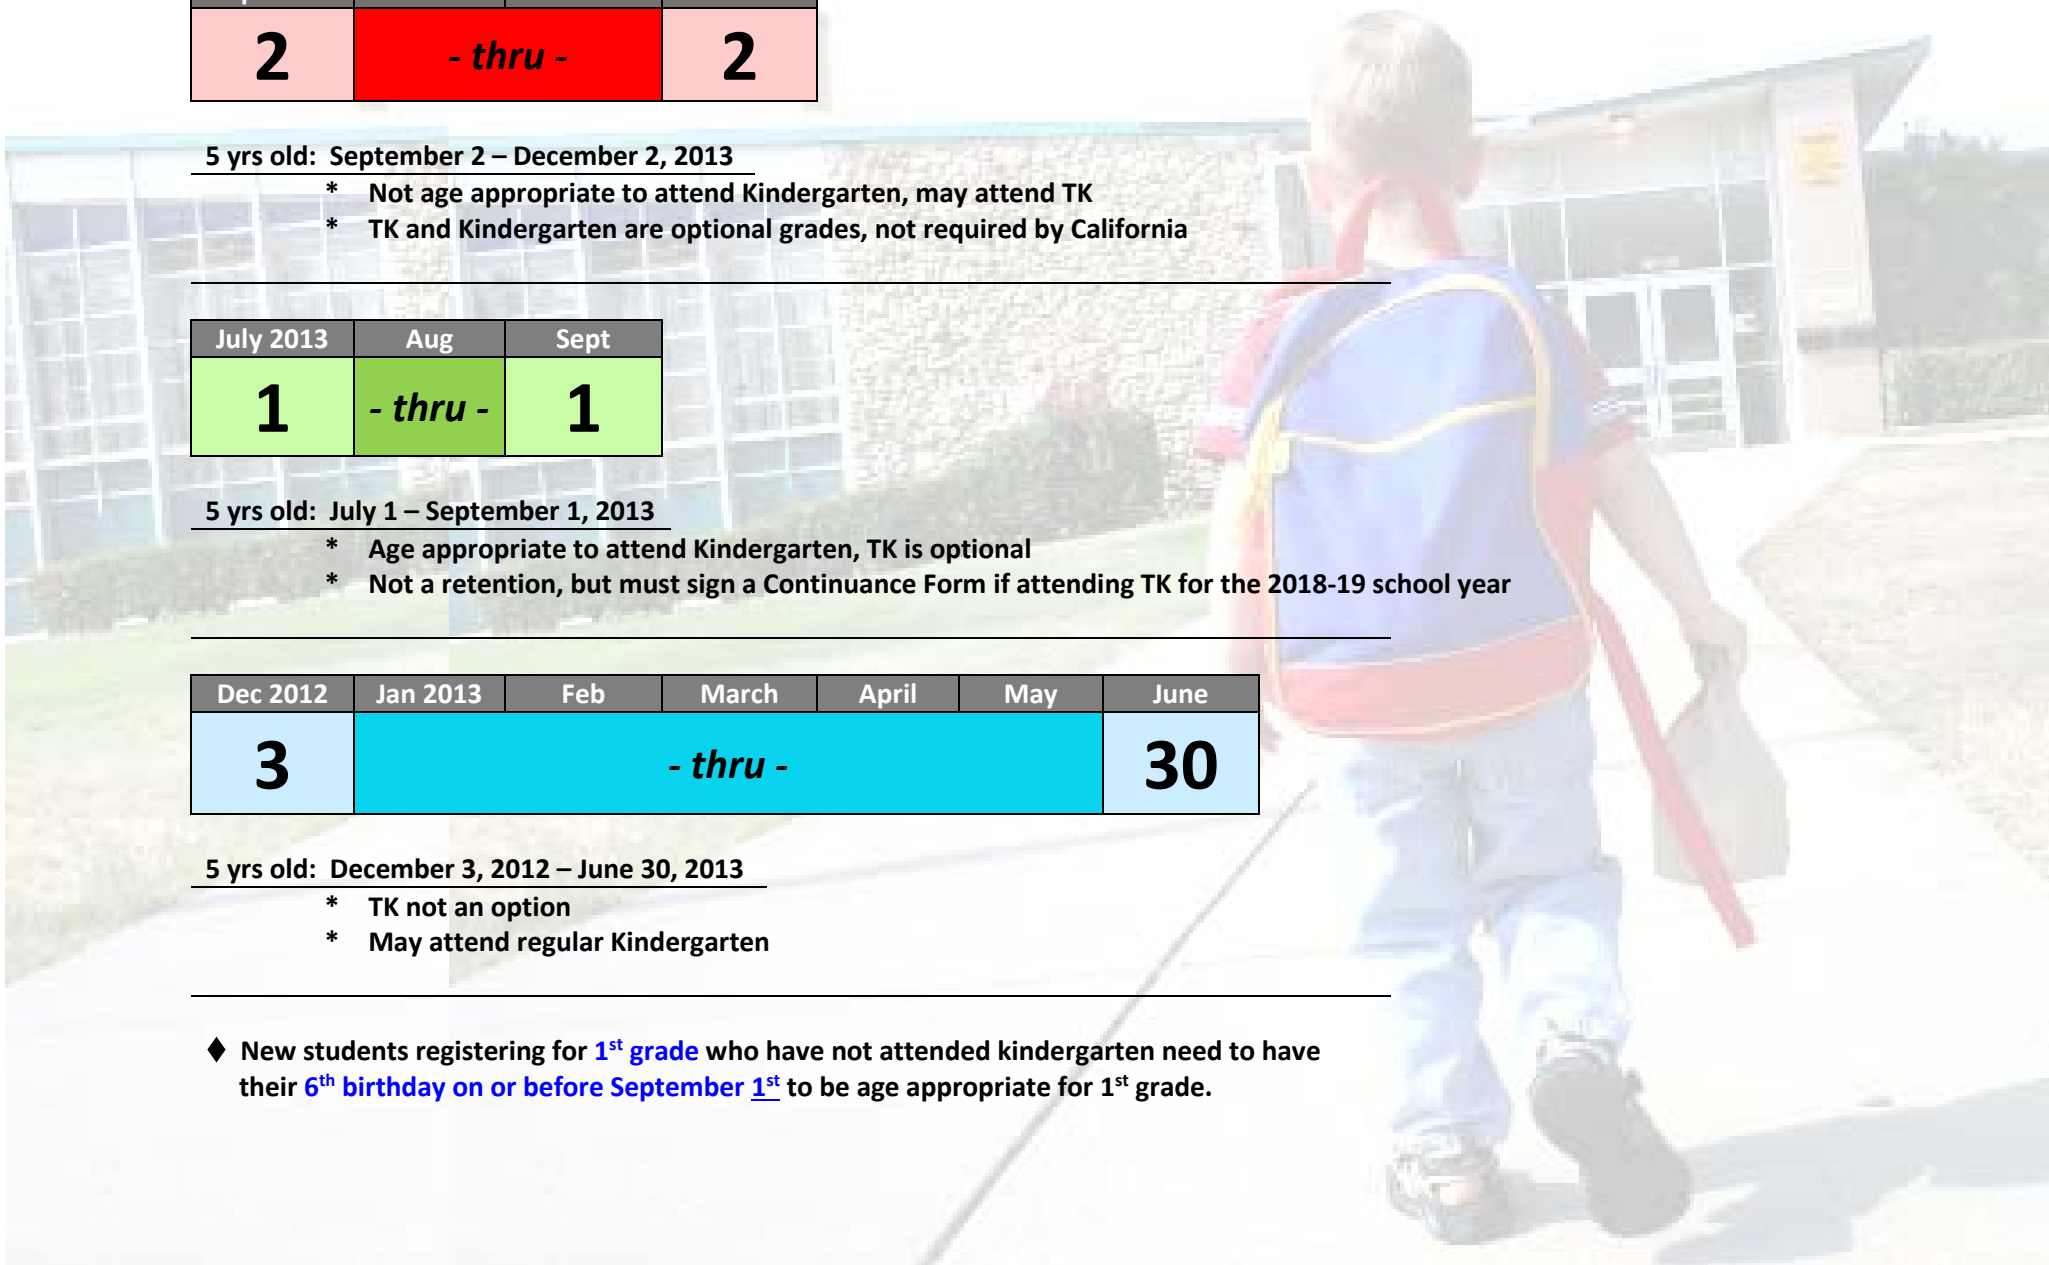 2 - thru - 2
5 yrs old: September 2 – December 2, 2013
* Not age appropriate to attend Kindergarten, may attend TK
* TK and Kindergarten are optional grades, not required by California
July 2013 Aug Sept
1 - thru - 1
5 yrs old: July 1 – September 1, 2013
* Age appropriate to attend Kindergarten, TK is optional
* Not a retention, but must sign a Continuance Form if attending TK for the 2018-19 school year
Dec 2012 Jan 2013 Feb March April May June
3 - thru - 30
5 yrs old: December 3, 2012 – June 30, 2013
* TK not an option
* May attend regular Kindergarten
♦ New students registering for 1st grade who have not attended kindergarten need to have
their 6th birthday on or before September 1st to be age appropriate for 1st grade.